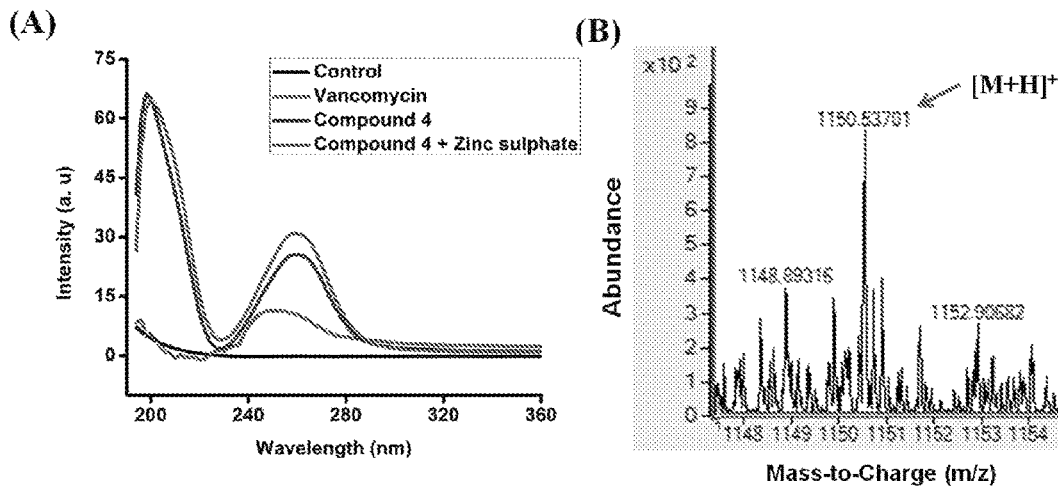 (A)
75
60
45
30
15
0
Intensity (a. u)
200
240
280
320
360
Wavelength (nm)
Control
Vancomycin
Compound 4
Compound 4 + Zinc sulphate
(B)
x10 2
[M+H]+
1150.53701
1148.89316
1152.90682
9
8
7
6
5
4
3
2
1
0
Abundance
1148
1149
1150
1151
1152
1153
1154
Mass-to-Charge (m/z)